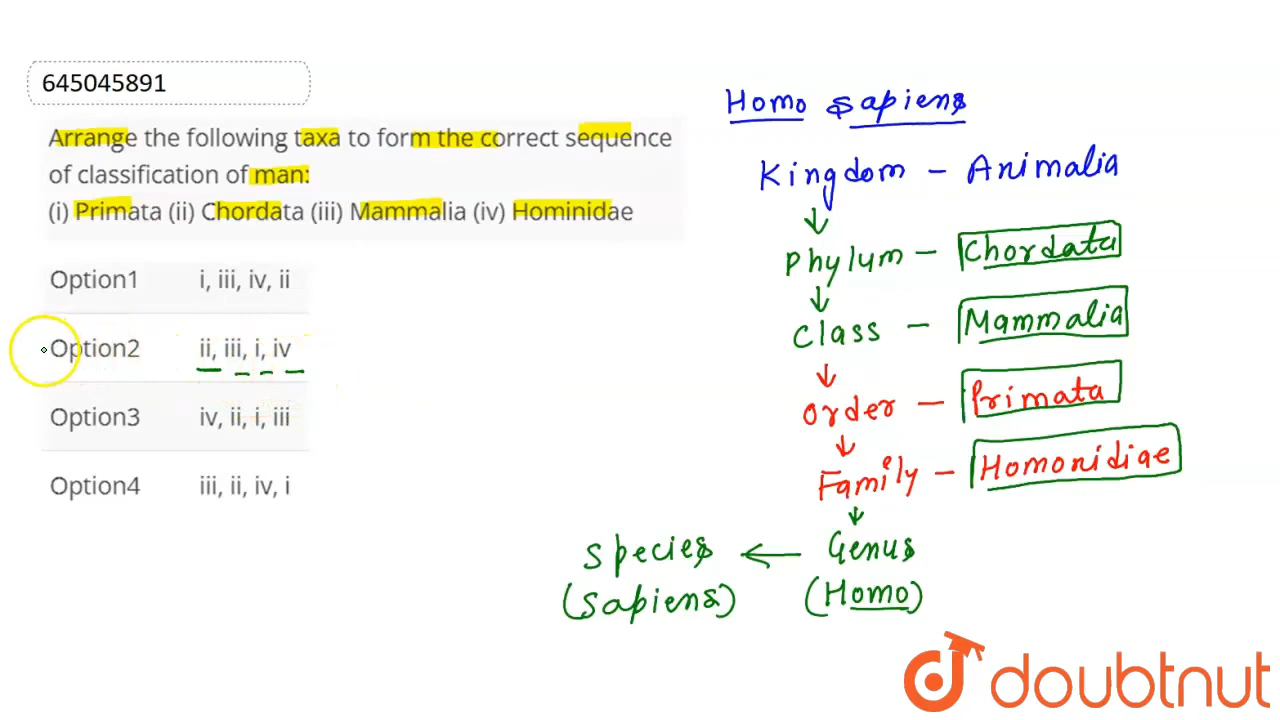 645045891
Arrange the following taxa to form the correct sequence
of classification of man:
(i) Primata (ii) Chordata (iii) Mammalia (iv) Hominidae
Option1 i, iii, iv, ii
Option2 ii, iii, i, iv
Option3 iv, ii, i, iii
Option4 iii, ii, iv, i
Homo sapiens
Kingdom - Animalia
Phylum - Chordata
Class - Mammalia
Order - Primata
Family - Homonidiae
Species ← Genus
(Sapiens) (Homo)
doubtnut